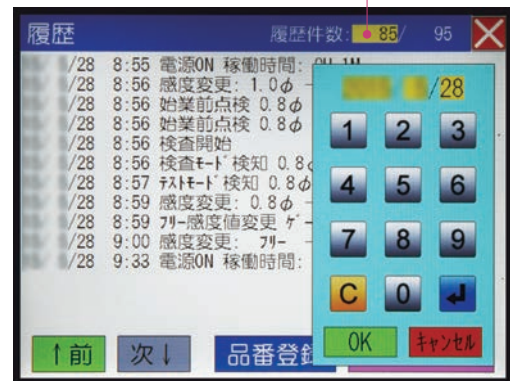 履歴 履歴件数: 85/ 95
/28 8:55 電源ON 稼働時間: 0H 1M
/28 8:56 感度変更: 1.0φ
/28 8:56 始業前点検 0.8φ
/28 8:56 始業前点検 0.8φ
/28 8:56 検査開始
/28 8:56 検査ﾓｰﾄﾞ検知 0.8φ
/28 8:57 ﾃｽﾄﾓｰﾄﾞ検知 0.8φ
/28 8:59 感度変更: 0.8φ
/28 8:59 ﾌﾘｰ感度値変更
/28 9:00 感度変更: ﾌﾘｰ
/28 9:33 電源ON 稼働時間:
/28
1 2 3
4 5 6
7 8 9
C 0 ↲
OK キャンセル
↑前 次↓ 品番登録